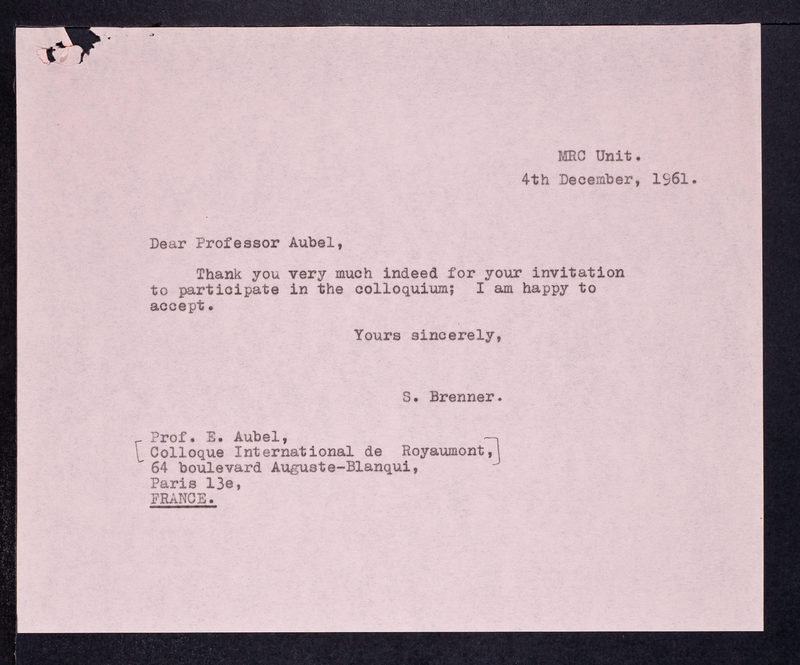 MRC Unit.
4th December, 1961.
Dear Professor Aubel,
Thank you very much indeed for your invitation
to participate in the colloquium; I am happy to
accept.
Yours sincerely,
S. Brenner.
Prof. E. Aubel,
[Colloque International de Royaumont,]
64 boulevard Auguste-Blanqui,
Paris 13e,
FRANCE.